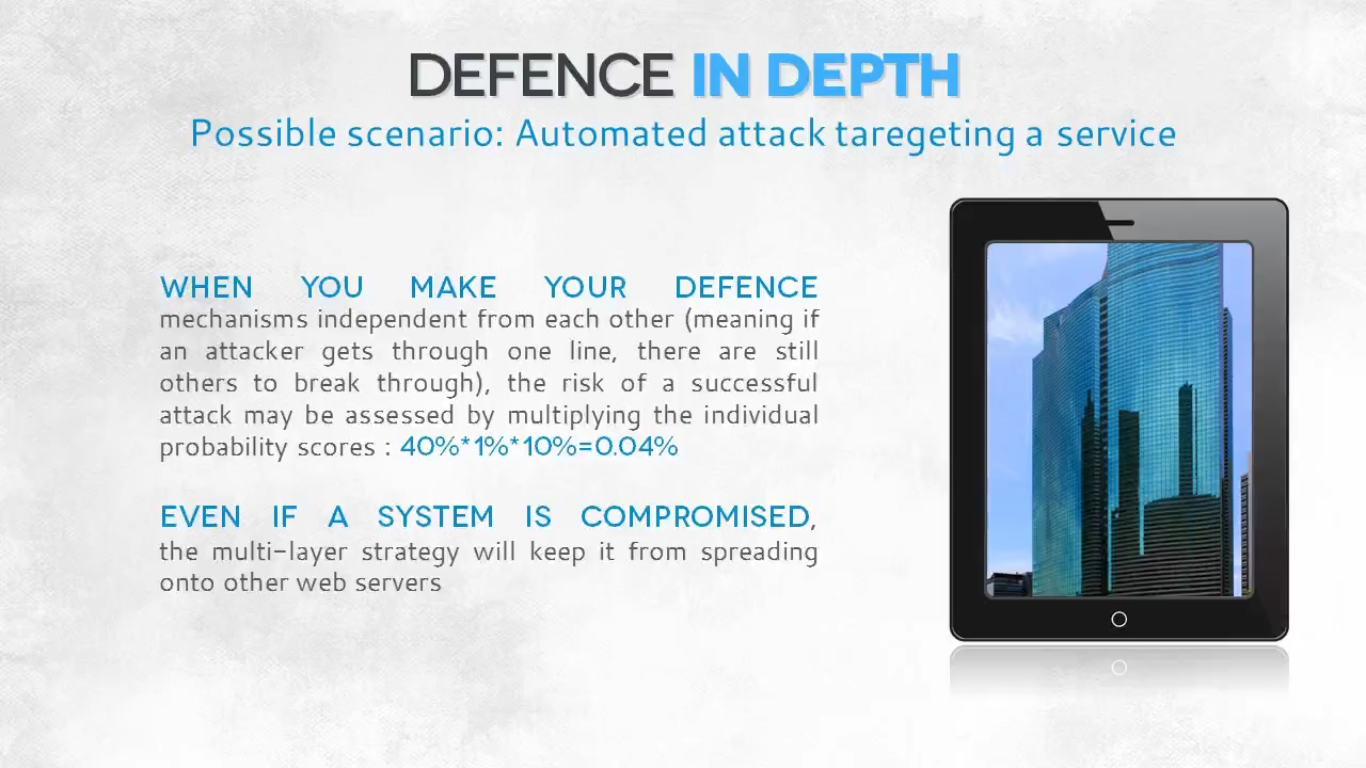 DEFENCE IN DEPTH
Possible scenario: Automated attack taregeting a service
WHEN YOU MAKE YOUR DEFENCE
mechanisms independent from each other (meaning if
an attacker gets through one line, there are still
others to break through), the risk of a successful
attack may be assessed by multiplying the individual
probability scores : 40%*1%*10%=0.04%
EVEN IF A SYSTEM IS COMPROMISED,
the multi-layer strategy will keep it from spreading
onto other web servers